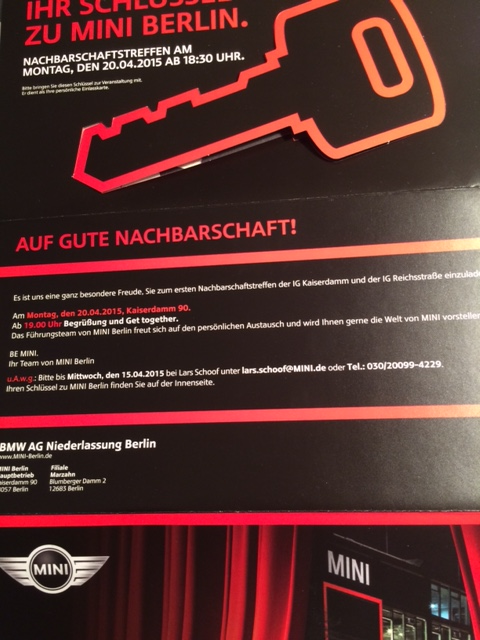 IHR SCHLÜSSEL
ZU MINI BERLIN.
NACHBARSCHAFTSTREFFEN AM
MONTAG, DEN 20.04.2015 AB 18:30 UHR.
Bitte bringen Sie diesen Schlüssel zur Veranstaltung mit.
Er dient als Ihre persönliche Einlasskarte.
AUF GUTE NACHBARSCHAFT!
Es ist uns eine ganz besondere Freude, Sie zum ersten Nachbarschaftstreffen der IG Kaiserdamm und der IG Reichsstraße einzulade
Am Montag, den 20.04.2015, Kaiserdamm 90.
Ab 19.00 Uhr Begrüßung und Get together.
Das Führungsteam von MINI Berlin freut sich auf den persönlichen Austausch und wird Ihnen gerne die Welt von MINI vorstellen
BE MINI.
Ihr Team von MINI Berlin
u.A.w.g.: Bitte bis Mittwoch, den 15.04.2015 bei Lars Schoof unter lars.schoof@MINI.de oder Tel.: 030/20099-4229.
Ihren Schlüssel zu MINI Berlin finden Sie auf der Innenseite.
BMW AG Niederlassung Berlin
www.MINI-Berlin.de
MINI Berlin
Hauptbetrieb
aiserdamm 90
4057 Berlin
Filiale
Marzahn
Blumberger Damm 2
12683 Berlin
MINI
MINI